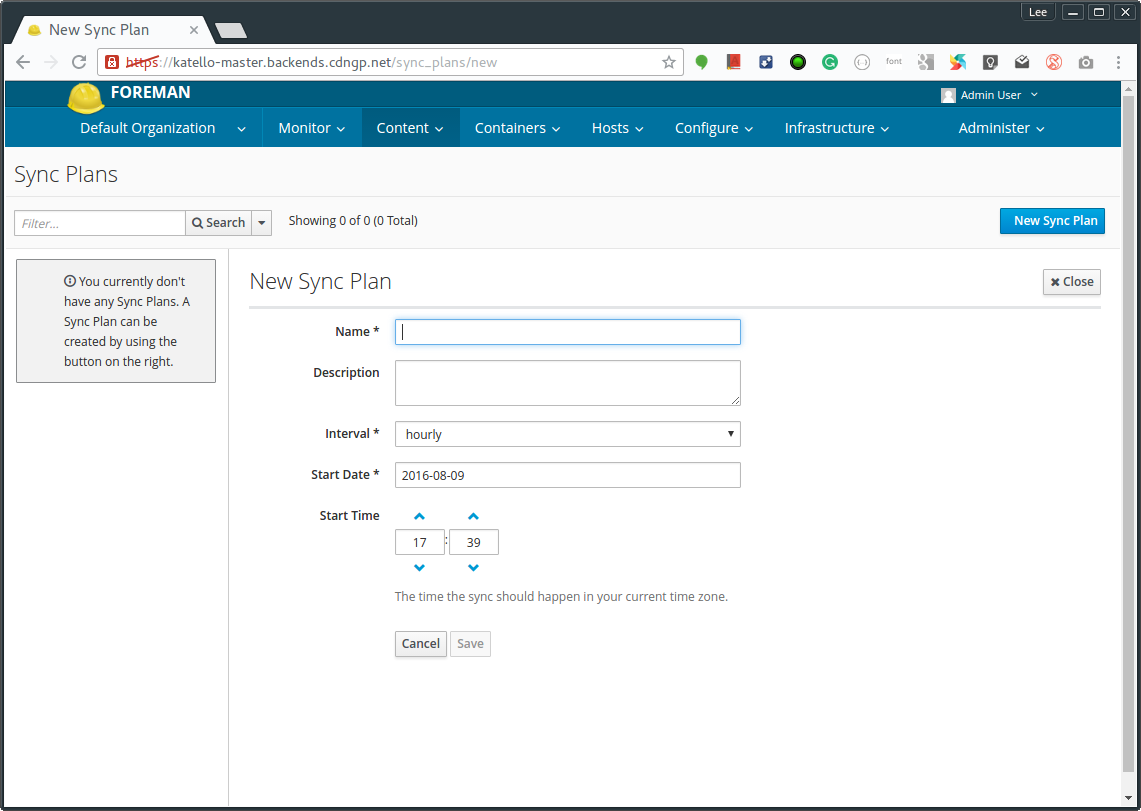 Lee
New Sync Plan
https://katello-master.backends.cdngp.net/sync_plans/new
font
FOREMAN
Admin User
Default Organization Monitor Content Containers Hosts Configure Infrastructure Administer
Sync Plans
Filter... Search Showing 0 of 0 (0 Total) New Sync Plan
You currently don't
have any Sync Plans. A
Sync Plan can be
created by using the
button on the right.
New Sync Plan
Close
Name *
Description
Interval * hourly
Start Date * 2016-08-09
Start Time
17 : 39
The time the sync should happen in your current time zone.
Cancel Save